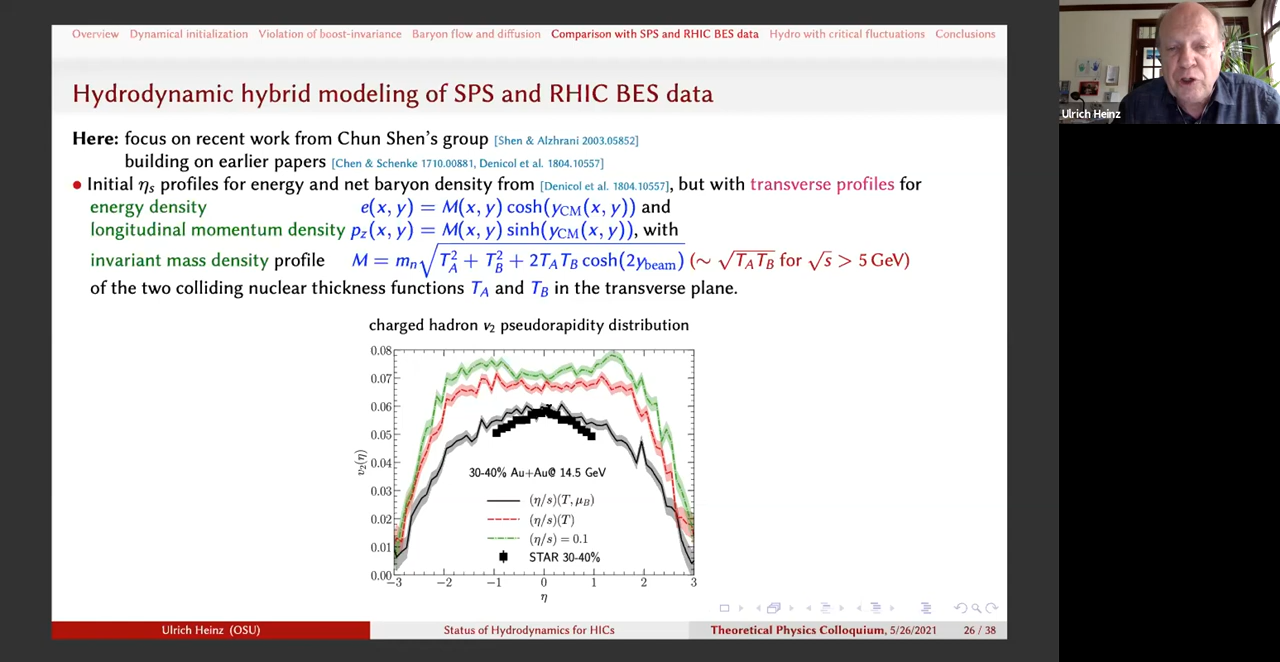 Overview Dynamical initialization Violation of boost-invariance Baryon flow and diffusion Comparison with SPS and RHIC BES data Hydro with critical fluctuations Conclusions
Hydrodynamic hybrid modeling of SPS and RHIC BES data
Here: focus on recent work from Chun Shen's group [Shen & Alzhrani 2003.05852]
building on earlier papers [Chen & Schenke 1710.00881, Denicol et al. 1804.10557]
• Initial ηs profiles for energy and net baryon density from [Denicol et al. 1804.10557], but with transverse profiles for
energy density e(x, y) = M(x, y) cosh(yCM(x, y)) and
longitudinal momentum density pz(x, y) = M(x, y) sinh(yCM(x, y)), with
invariant mass density profile M = mn√(T²A + T²B + 2TATB cosh(2ybeam)) (∼ √TATB for √s > 5 GeV)
of the two colliding nuclear thickness functions TA and TB in the transverse plane.
charged hadron v2 pseudorapidity distribution
0.08
0.07
0.06
0.05
0.04
0.03
0.02
0.01
0.00
v2(η)
30-40% Au+Au@ 14.5 GeV
(η/s)(T, μB)
(η/s)(T)
(η/s) = 0.1
STAR 30-40%
−3 −2 −1 0 1 2 3
η
Ulrich Heinz (OSU) Status of Hydrodynamics for HICs Theoretical Physics Colloquium, 5/26/2021 26 / 38
Ulrich Heinz